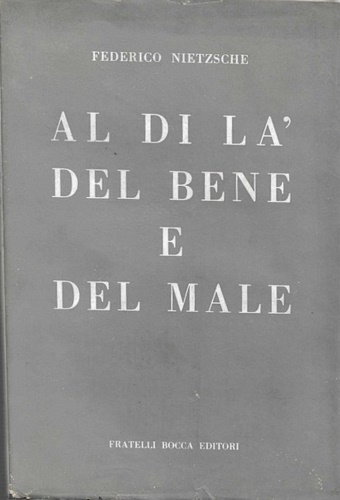 FEDERICO NIETZSCHE
AL DI LA'
DEL BENE
E
DEL MALE
FRATELLI BOCCA EDITORI